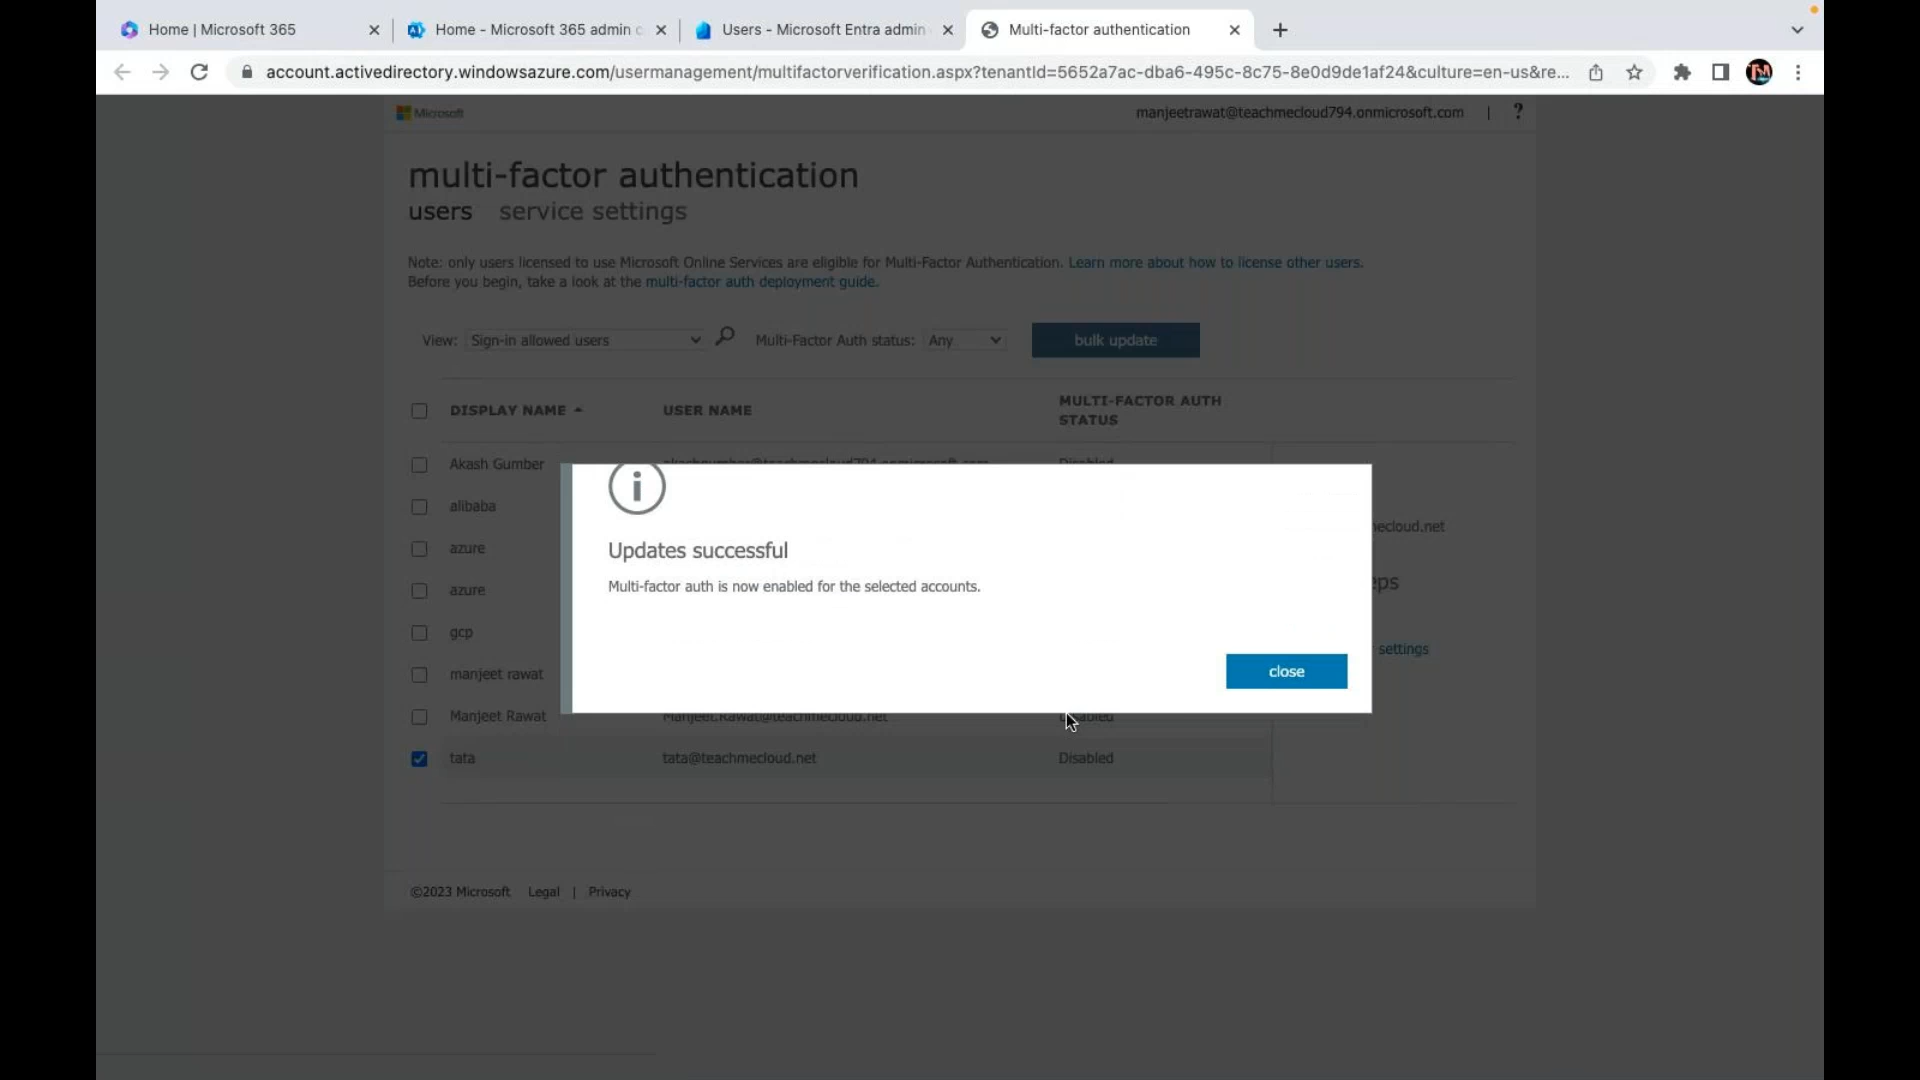 Home | Microsoft 365
Home - Microsoft 365 admin c
Users - Microsoft Entra admin
Multi-factor authentication
account.activedirectory.windowsazure.com/usermanagement/multifactorverification.aspx?tenantId=5652a7ac-dba6-495c-8c75-8e0d9de1af24&culture=en-us&re...
Microsoft
manjeetrawat@teachmecloud794.onmicrosoft.com | ?
multi-factor authentication
users service settings
Note: only users licensed to use Microsoft Online Services are eligible for Multi-Factor Authentication. Learn more about how to license other users.
Before you begin, take a look at the multi-factor auth deployment guide.
View: Sign-in allowed users Multi-Factor Auth status: Any bulk update
DISPLAY NAME USER NAME MULTI-FACTOR AUTH
STATUS
Akash Gumber
alibaba
ecloud.net
azure
azure
eps
gcp
settings
manjeet rawat
Manjeet Rawat Manjeet.Rawat@teachmecloud.net Disabled
tata tata@teachmecloud.net Disabled
Updates successful
Multi-factor auth is now enabled for the selected accounts.
close
©2023 Microsoft Legal | Privacy